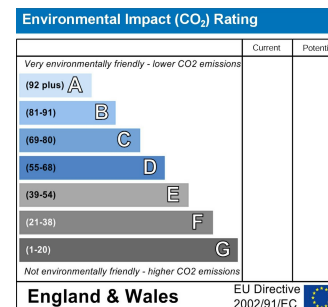 Environmental Impact (CO₂) Rating
Current Potenti
Very environmentally friendly - lower CO2 emissions
(92 plus) A
(81-91) B
(69-80) C
(55-68) D
(39-54) E
(21-38) F
(1-20) G
Not environmentally friendly - higher CO2 emissions
England & Wales
EU Directive
2002/91/EC